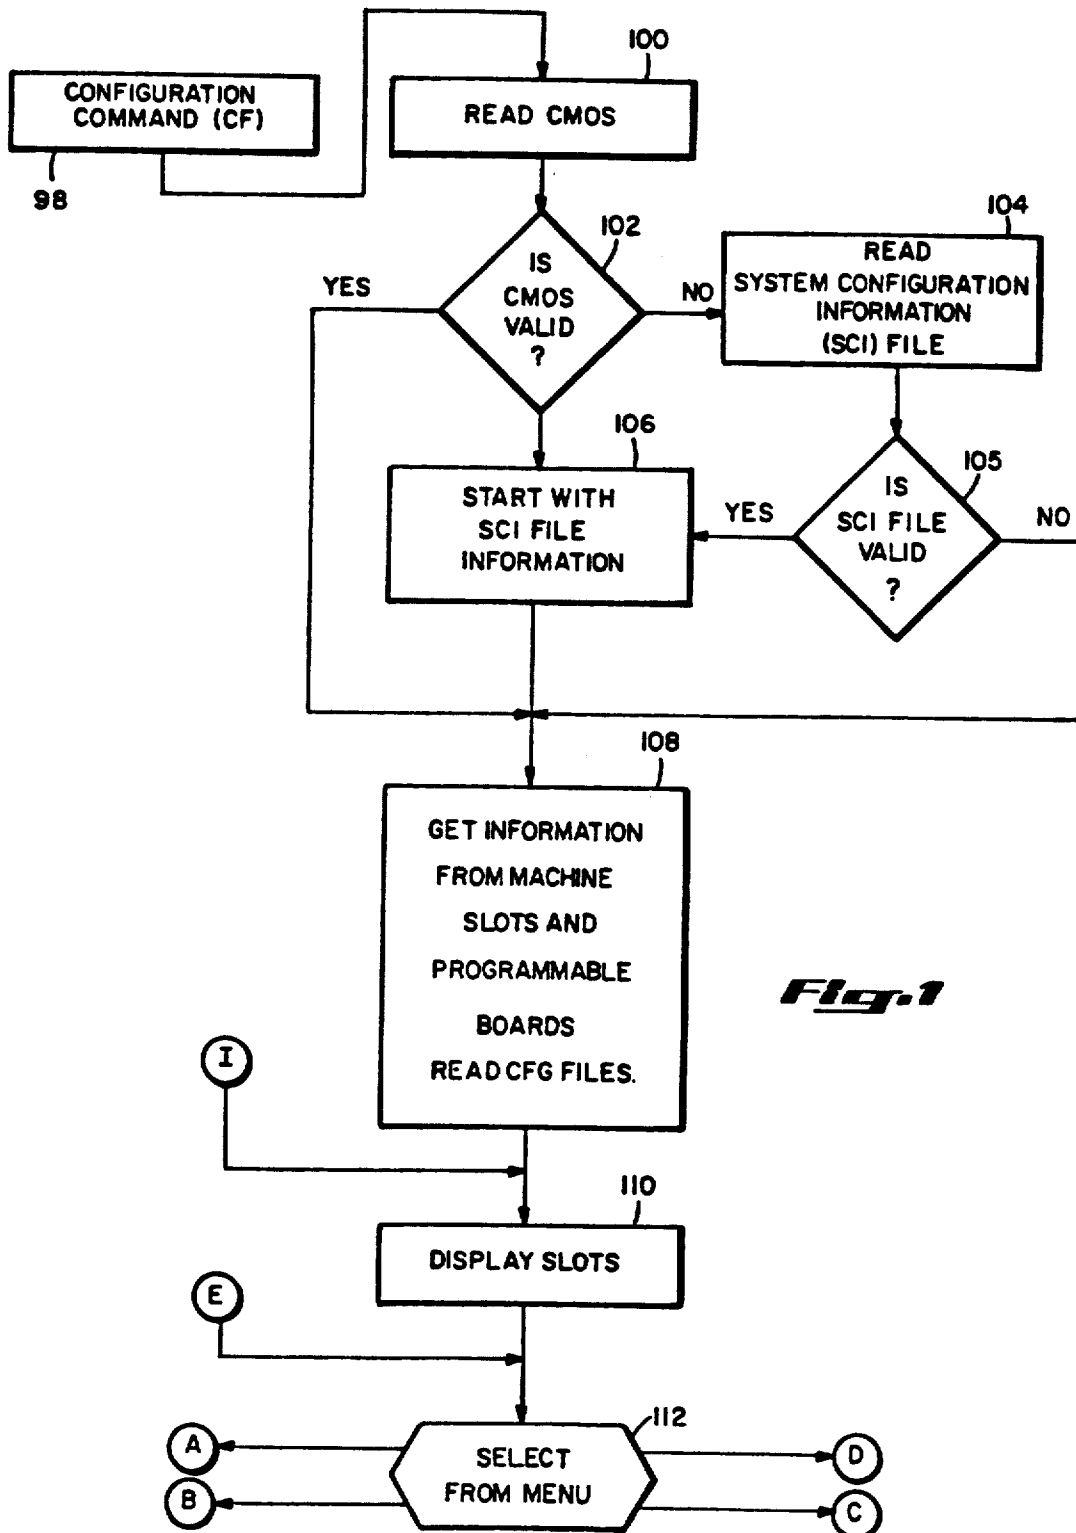 100
CONFIGURATION
COMMAND (CF)
98
READ CMOS
102
IS
CMOS
VALID
?
YES
NO
104
READ
SYSTEM CONFIGURATION
INFORMATION
(SCI) FILE
106
START WITH
SCI FILE
INFORMATION
105
IS
SCI FILE
VALID
?
YES
NO
108
GET INFORMATION
FROM MACHINE
SLOTS AND
PROGRAMMABLE
BOARDS
READ CFG FILES.
Fig.1
I
110
DISPLAY SLOTS
E
112
SELECT
FROM MENU
A
B
D
C